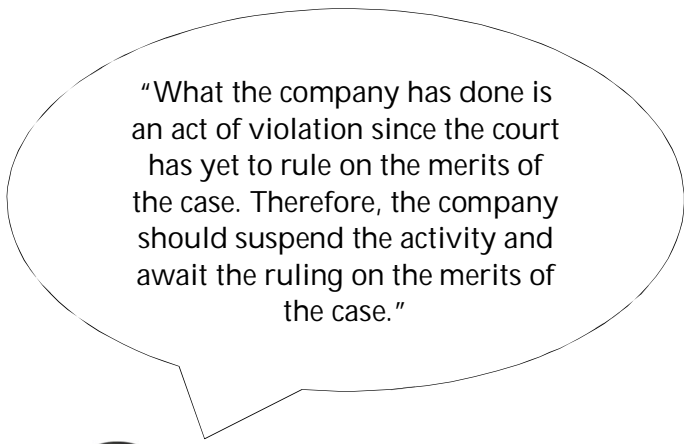 "What the company has done is
an act of violation since the court
has yet to rule on the merits of
the case. Therefore, the company
should suspend the activity and
await the ruling on the merits of
the case."